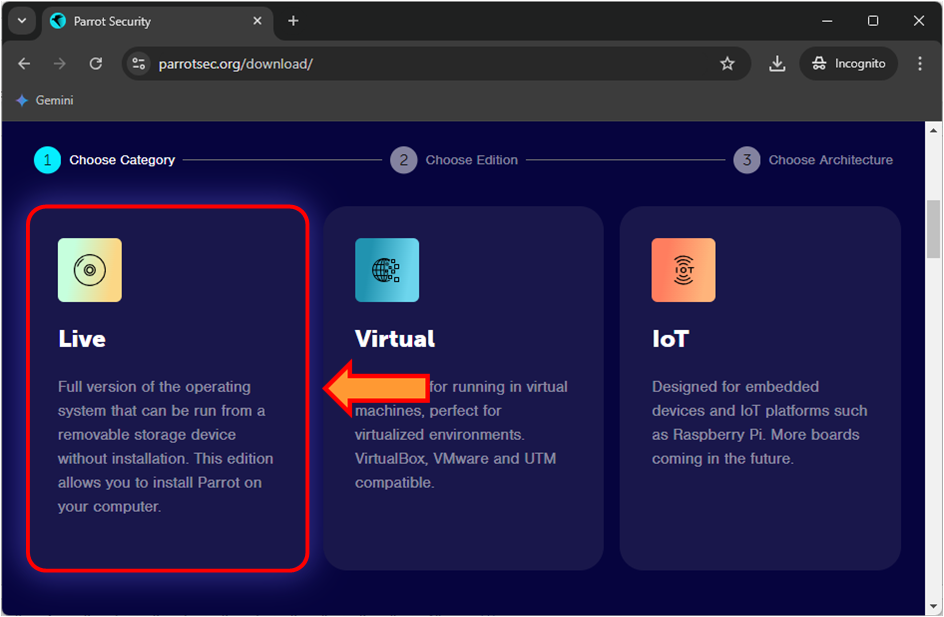 Parrot Security
parrotsec.org/download/
Incognito
Gemini
1 Choose Category
2 Choose Edition
3 Choose Architecture
Live
Full version of the operating
system that can be run from a
removable storage device
without installation. This edition
allows you to install Parrot on
your computer.
Virtual
for running in virtual
machines, perfect for
virtualized environments.
VirtualBox, VMware and UTM
compatible.
IOT
IoT
Designed for embedded
devices and IoT platforms such
as Raspberry Pi. More boards
coming in the future.